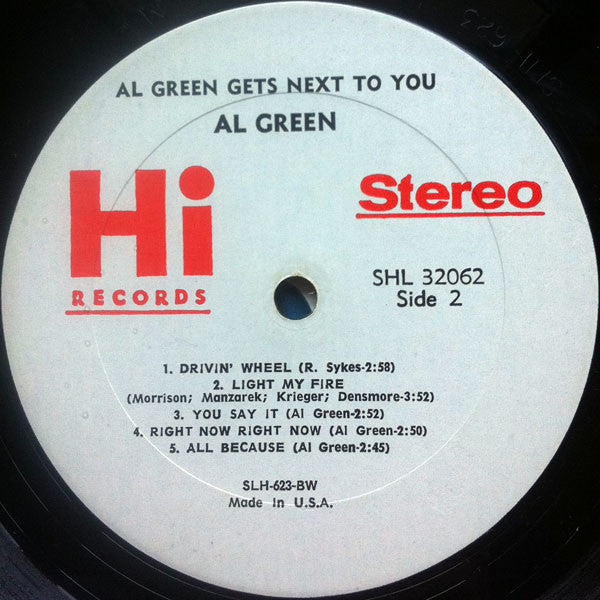 AL GREEN GETS NEXT TO YOU
AL GREEN
Hi
RECORDS
Stereo
SHL 32062
Side 2
1. DRIVIN' WHEEL (R. Sykes-2:58)
2. LIGHT MY FIRE
(Morrison; Manzarek; Krieger; Densmore-3:52)
3. YOU SAY IT (Al Green-2:52)
4. RIGHT NOW RIGHT NOW (Al Green-2:50)
5. ALL BECAUSE (Al Green-2:45)
SLH-623-BW
Made in U.S.A.